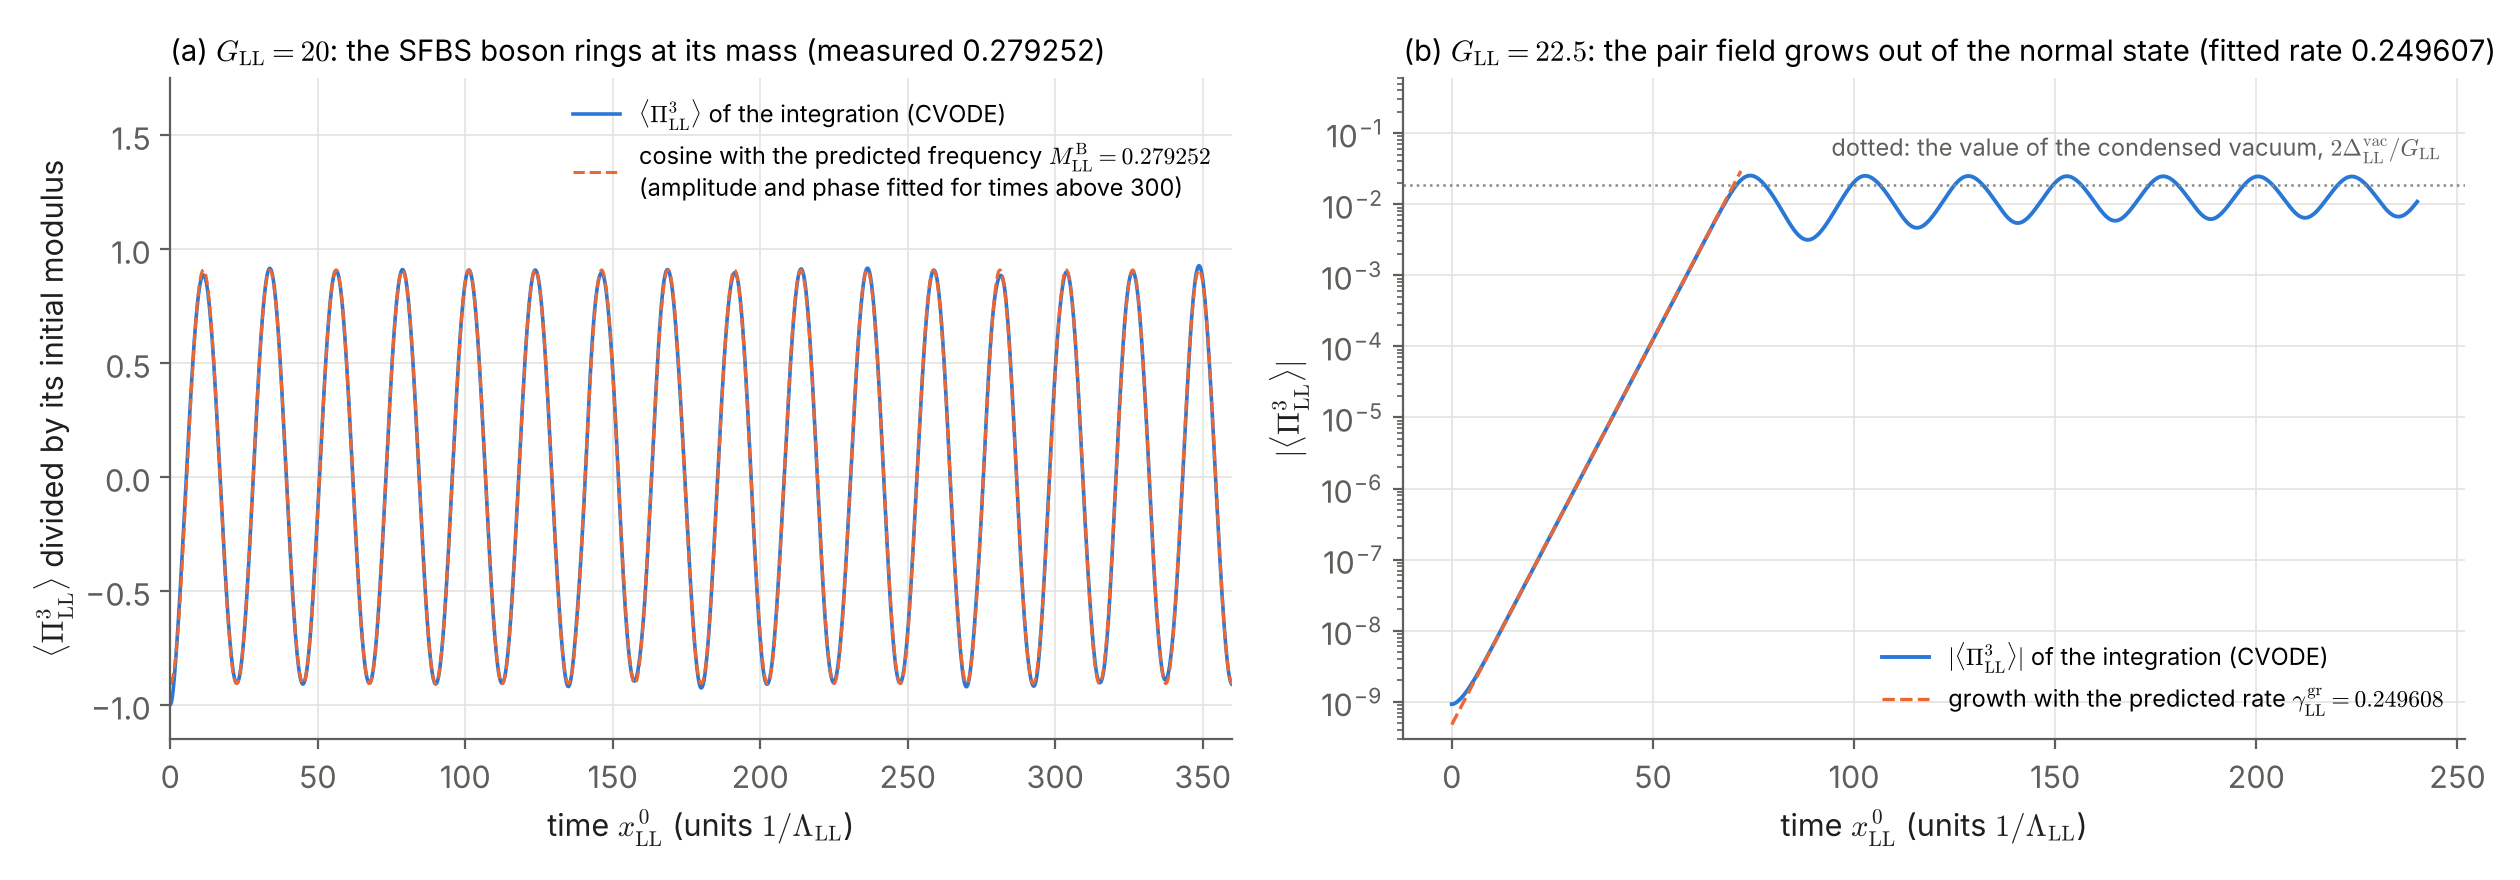 (a) G_LL = 20: the SFBS boson rings at its mass (measured 0.279252)
⟨Π³_LL⟩ of the integration (CVODE)
cosine with the predicted frequency M^B_LL = 0.279252
(amplitude and phase fitted for times above 300)
⟨Π³_LL⟩ divided by its initial modulus
1.5
1.0
0.5
0.0
−0.5
−1.0
0 50 100 150 200 250 300 350
time x⁰_LL (units 1/Λ_LL)
(b) G_LL = 22.5: the pair field grows out of the normal state (fitted rate 0.249607)
dotted: the value of the condensed vacuum, 2Δ^vac_LL/G_LL
|⟨Π³_LL⟩|
10⁻¹
10⁻²
10⁻³
10⁻⁴
10⁻⁵
10⁻⁶
10⁻⁷
10⁻⁸
10⁻⁹
|⟨Π³_LL⟩| of the integration (CVODE)
growth with the predicted rate γ^gr_LL = 0.249608
0 50 100 150 200 250
time x⁰_LL (units 1/Λ_LL)